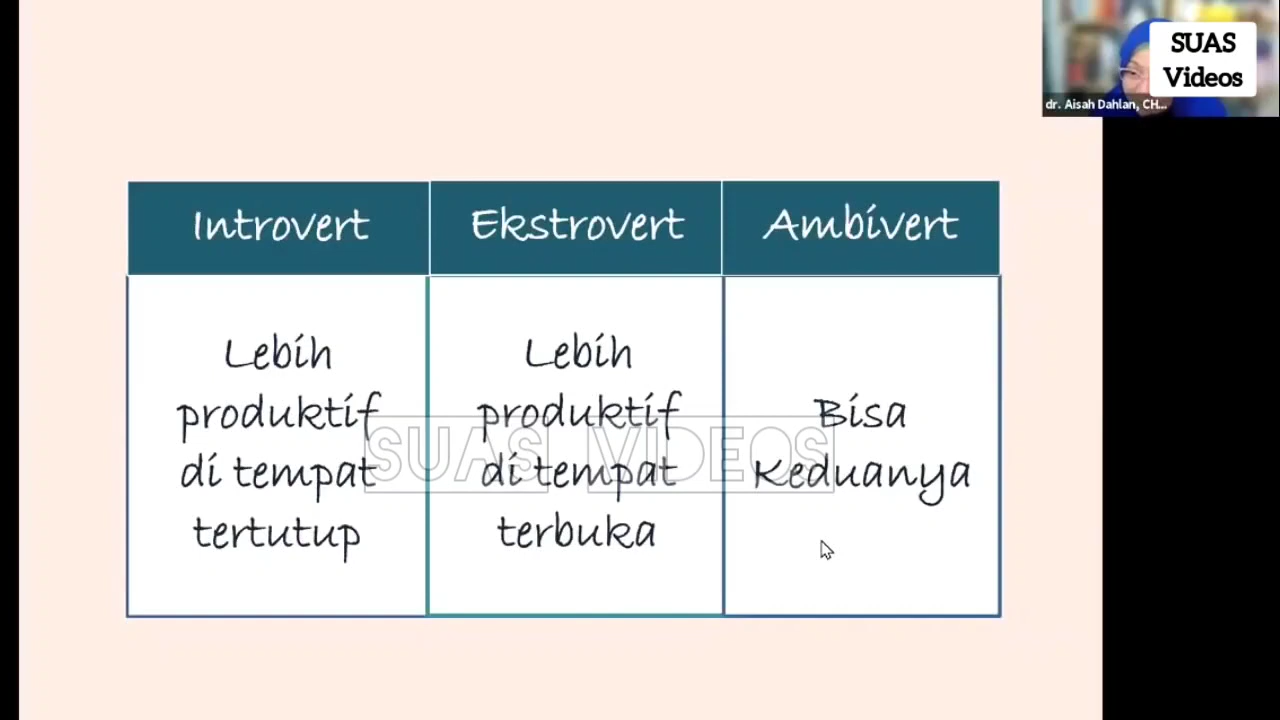 SUAS
Videos
dr. Aisah Dahlan, CH...
Introvert
Ekstrovert
Ambivert
Lebih
produktif
di tempat
tertutup
Lebih
produktif
di tempat
terbuka
Bisa
Keduanya
SUAS VIDEOS